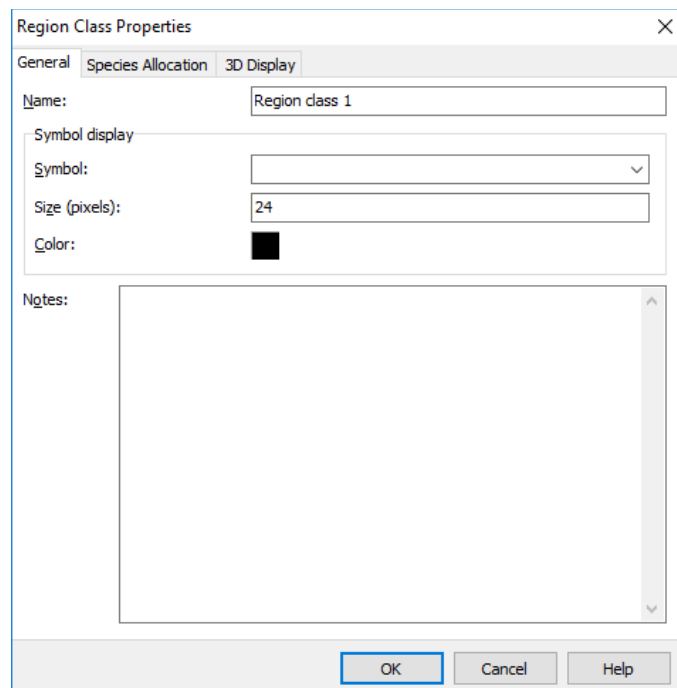 Region Class Properties
General Species Allocation 3D Display
Name: Region class 1
Symbol display
Symbol:
Size (pixels): 24
Color:
Notes:
OK Cancel Help